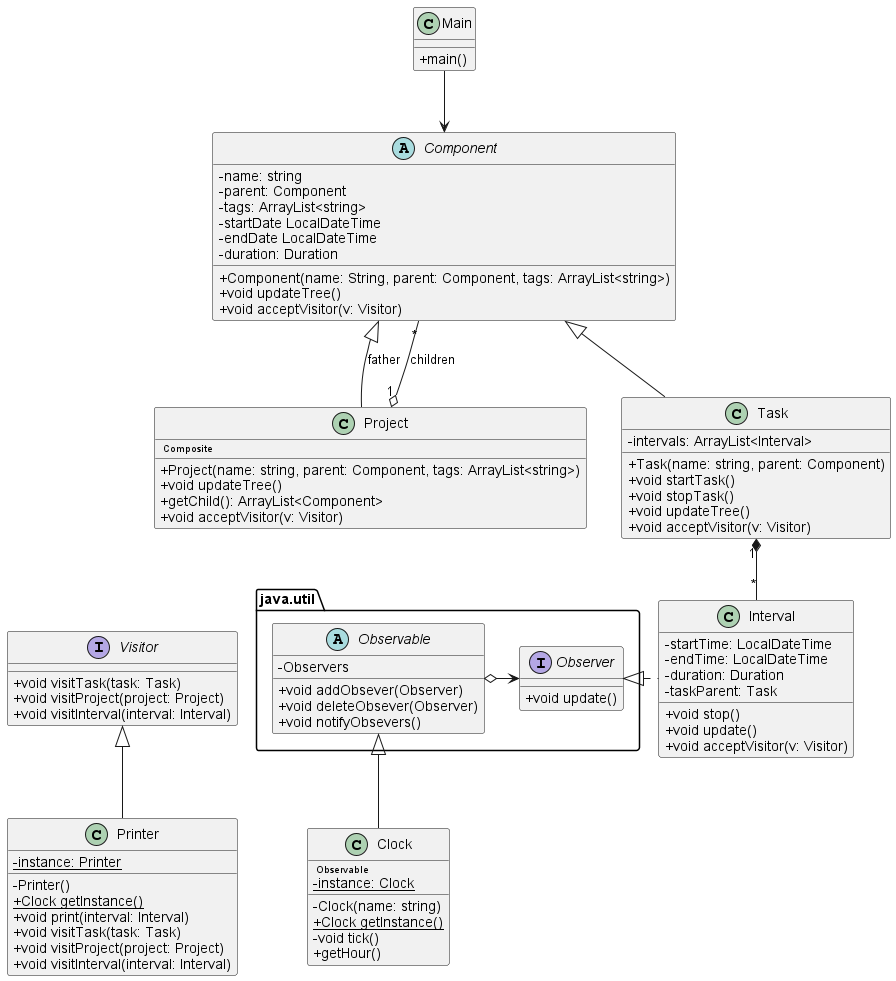 C Main
+main()
A Component
-name: string
-parent: Component
-tags: ArrayList<string>
-startDate LocalDateTime
-endDate LocalDateTime
-duration: Duration
+Component(name: String, parent: Component, tags: ArrayList<string>)
+void updateTree()
+void acceptVisitor(v: Visitor)
*
father
children
1
C Project
Composite
+Project(name: string, parent: Component, tags: ArrayList<string>)
+void updateTree()
+getChild(): ArrayList<Component>
+void acceptVisitor(v: Visitor)
C Task
-intervals: ArrayList<Interval>
+Task(name: string, parent: Component)
+void startTask()
+void stopTask()
+void updateTree()
+void acceptVisitor(v: Visitor)
1
*
java.util
I Visitor
+void visitTask(task: Task)
+void visitProject(project: Project)
+void visitInterval(interval: Interval)
A Observable
-Observers
+void addObsever(Observer)
+void deleteObsever(Observer)
+void notifyObsevers()
I Observer
+void update()
C Interval
-startTime: LocalDateTime
-endTime: LocalDateTime
-duration: Duration
-taskParent: Task
+void stop()
+void update()
+void acceptVisitor(v: Visitor)
C Printer
-instance: Printer
-Printer()
+Clock getInstance()
+void print(interval: Interval)
+void visitTask(task: Task)
+void visitProject(project: Project)
+void visitInterval(interval: Interval)
C Clock
Observable
-instance: Clock
-Clock(name: string)
+Clock getInstance()
-void tick()
+getHour()